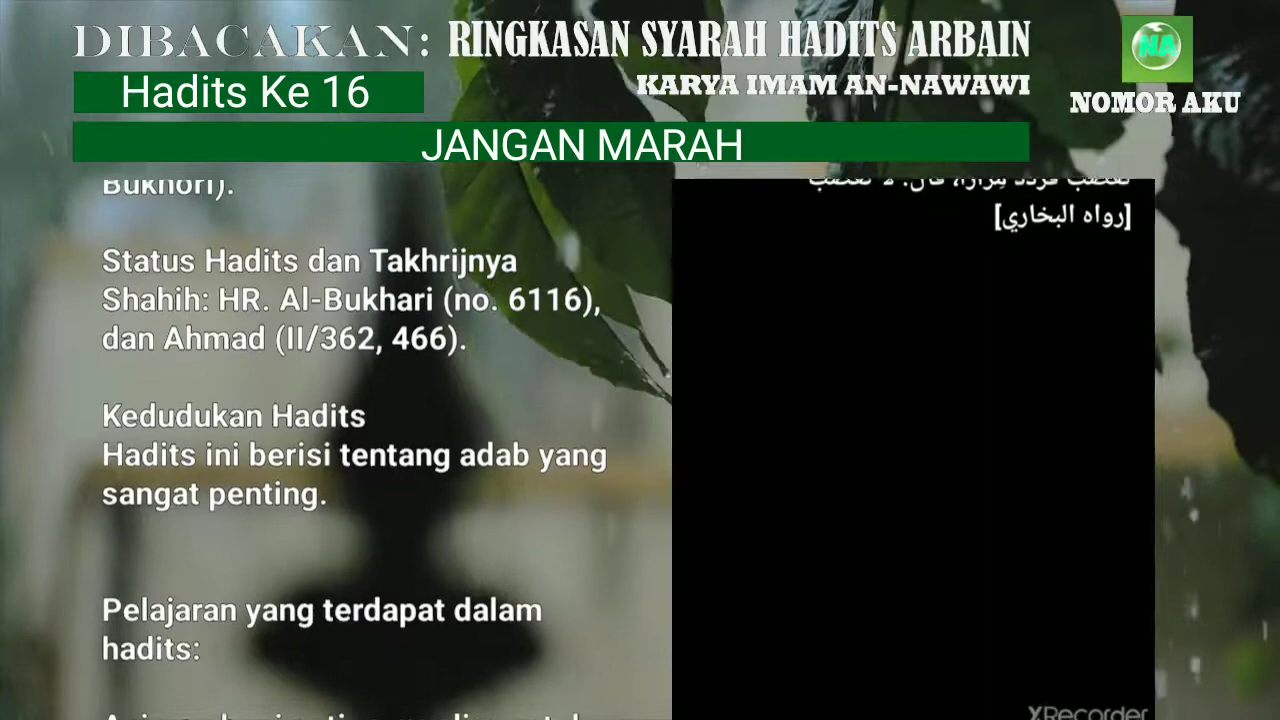 DIBACAKAN: RINGKASAN SYARAH HADITS ARBAIN
KARYA IMAM AN-NAWAWI
Hadits Ke 16
JANGAN MARAH
NA
NOMOR AKU
Bukhori).
Status Hadits dan Takhrijnya
Shahih: HR. Al-Bukhari (no. 6116),
dan Ahmad (II/362, 466).
Kedudukan Hadits
Hadits ini berisi tentang adab yang
sangat penting.
Pelajaran yang terdapat dalam
hadits:
[رواه البخاري]
XRecorder